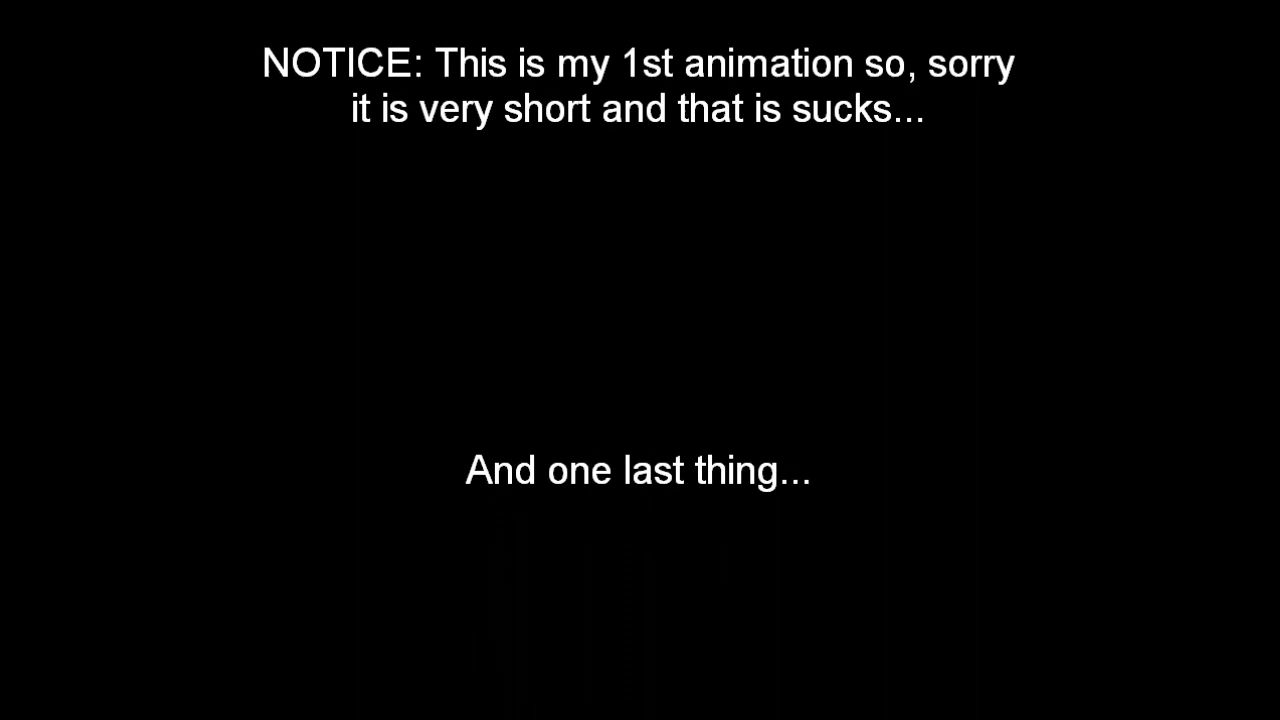 NOTICE: This is my 1st animation so, sorry
it is very short and that is sucks...
And one last thing...